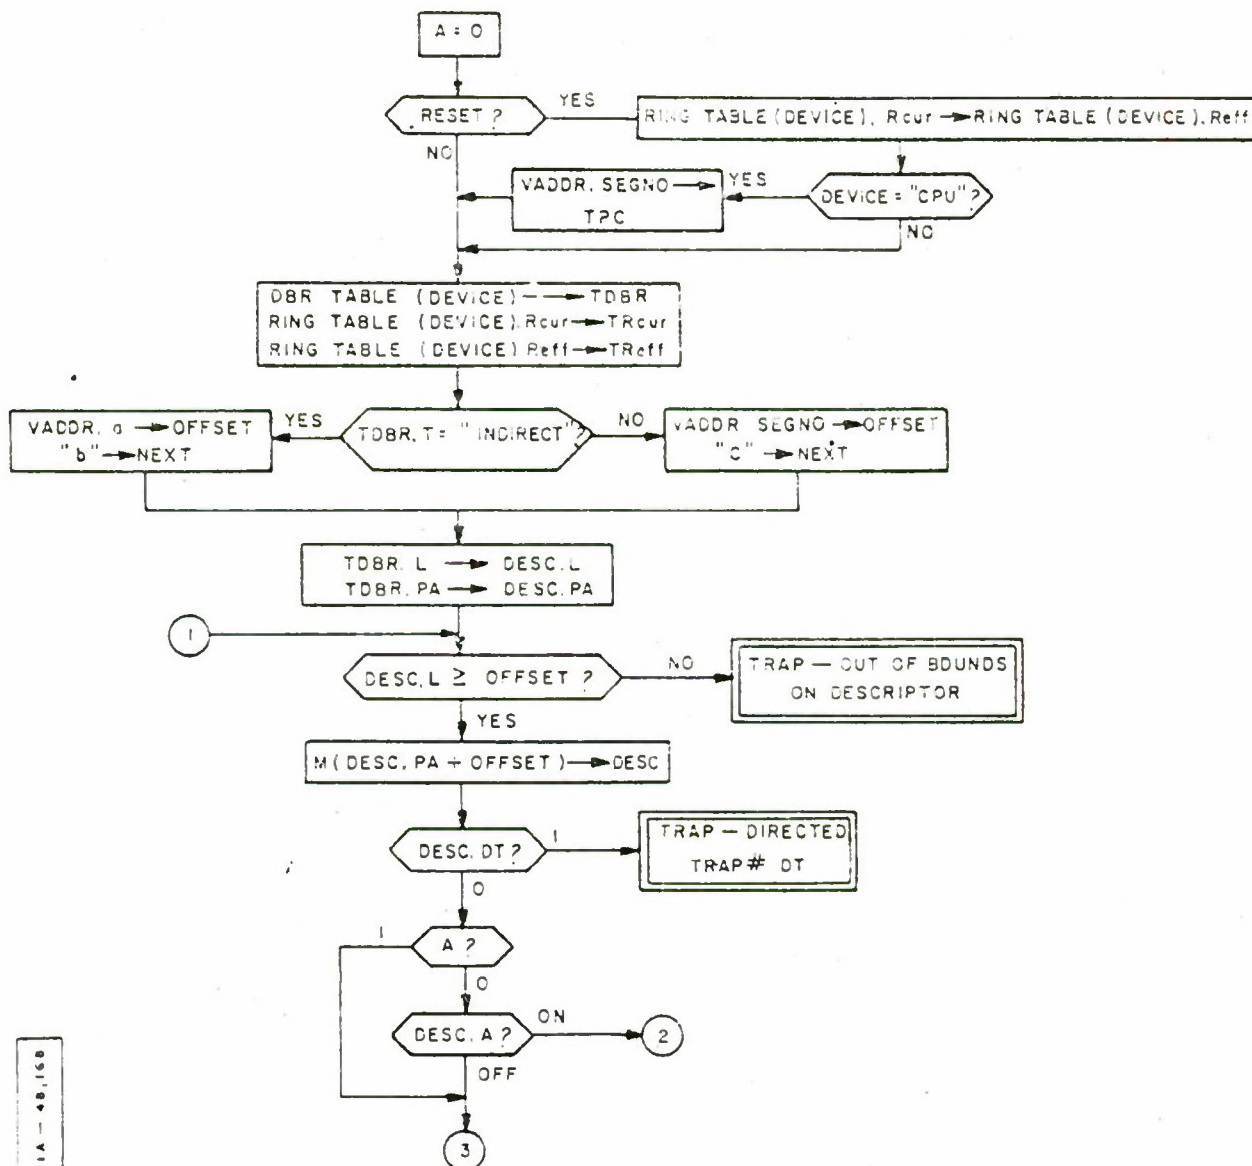 A = 0
RESET ?
YES
RING TABLE (DEVICE), Rcur → RING TABLE (DEVICE). Reff
NO
VADDR. SEGNO →
TPC
YES
DEVICE = "CPU" ?
NO
DBR TABLE (DEVICE) → TDBR
RING TABLE (DEVICE). Rcur → TRcur
RING TABLE (DEVICE) Reff → TReff
VADDR. a → OFFSET
"b" → NEXT
YES
TDBR. T = "INDIRECT" ?
NO
VADDR SEGNO → OFFSET
"C" → NEXT
TDBR. L → DESC. L
TDBR. PA → DESC. PA
1
DESC. L ≥ OFFSET ?
NO
TRAP — OUT OF BOUNDS
ON DESCRIPTOR
YES
M ( DESC. PA + OFFSET ) → DESC
DESC. DT ?
1
TRAP — DIRECTED
TRAP # DT
0
1
A ?
0
DESC. A ?
ON
2
OFF
3
IA — 48,168